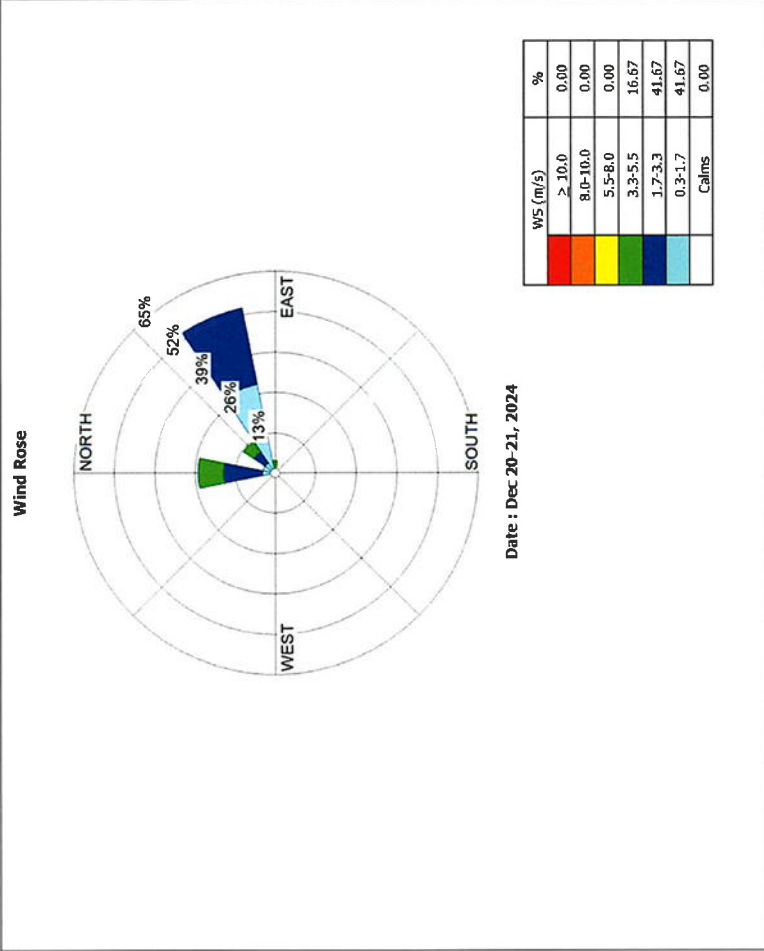 Wind Rose
NORTH
65%
52%
39%
26%
13%
WEST
EAST
SOUTH
Date : Dec 20-21, 2024
WS (m/s) %
≥ 10.0 0.00
8.0-10.0 0.00
5.5-8.0 0.00
3.3-5.5 16.67
1.7-3.3 41.67
0.3-1.7 41.67
Calms 0.00